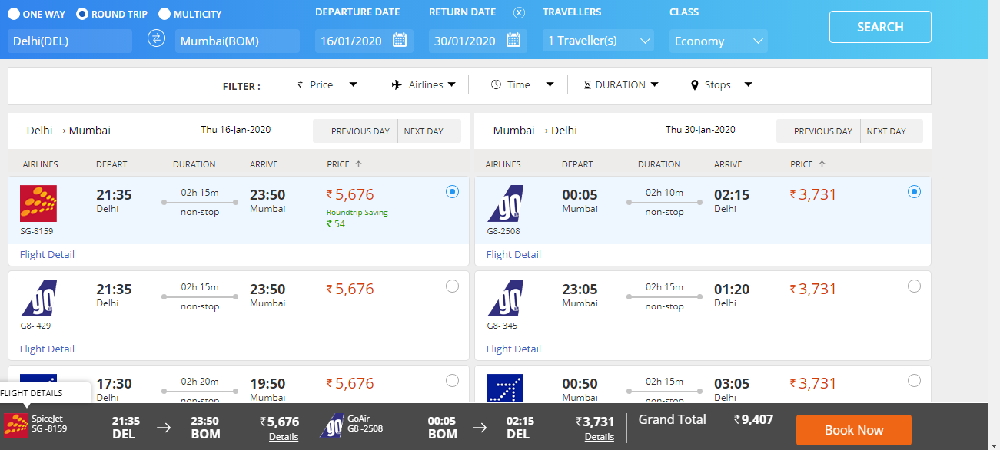 ONE WAY ROUND TRIP MULTICITY DEPARTURE DATE RETURN DATE TRAVELLERS CLASS
Delhi(DEL) Mumbai(BOM) 16/01/2020 30/01/2020 1 Traveller(s) Economy SEARCH
FILTER : ₹ Price Airlines Time DURATION Stops
Delhi → Mumbai Thu 16-Jan-2020 PREVIOUS DAY NEXT DAY
AIRLINES DEPART DURATION ARRIVE PRICE ↑
21:35 02h 15m 23:50 ₹ 5,676
Delhi non-stop Mumbai Roundtrip Saving
₹ 54
SG-8159
Flight Detail
21:35 02h 15m 23:50 ₹ 5,676
Delhi non-stop Mumbai
go
G8- 429
Flight Detail
17:30 02h 20m 19:50 ₹ 5,676
Delhi non-stop Mumbai
Mumbai → Delhi Thu 30-Jan-2020 PREVIOUS DAY NEXT DAY
AIRLINES DEPART DURATION ARRIVE PRICE ↑
00:05 02h 10m 02:15 ₹ 3,731
Mumbai non-stop Delhi
go
G8-2508
Flight Detail
23:05 02h 15m 01:20 ₹ 3,731
Mumbai non-stop Delhi
go
G8- 345
Flight Detail
00:50 02h 15m 03:05 ₹ 3,731
Mumbai non-stop Delhi
FLIGHT DETAILS
SpiceJet 21:35 → 23:50 ₹5,676 go GoAir 00:05 → 02:15 ₹3,731 Grand Total ₹9,407
SG -8159 DEL BOM Details G8 -2508 BOM DEL Details Book Now